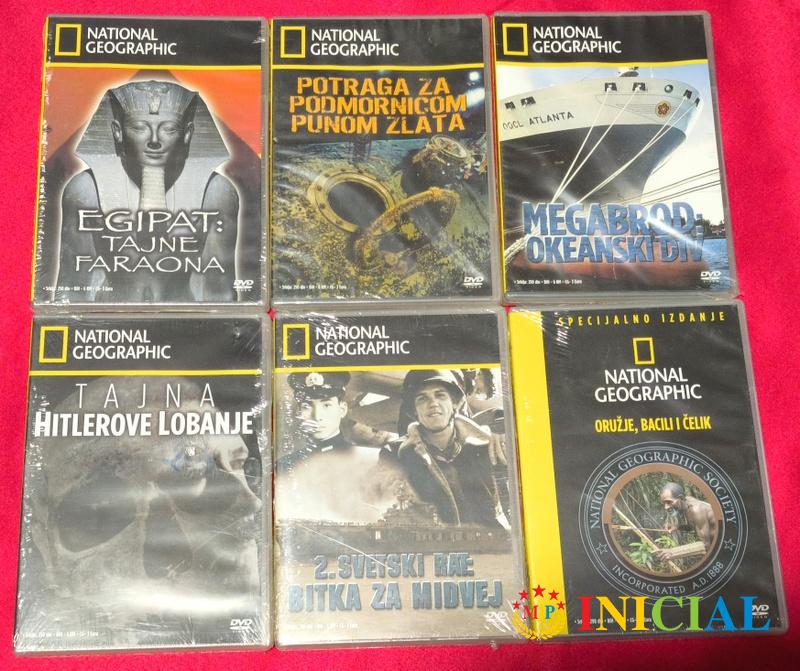 NATIONAL
GEOGRAPHIC
EGIPAT:
TAJNE
FARAONA
DVD
NATIONAL
GEOGRAPHIC
POTRAGA ZA
PODMORNICOM
PUNOM ZLATA
DVD
NATIONAL
GEOGRAPHIC
OOCL ATLANTA
MEGABROD:
OKEANSKI DIV
DVD
NATIONAL
GEOGRAPHIC
TAJNA
HITLEROVE LOBANJE
DVD
NATIONAL
GEOGRAPHIC
2. SVETSKI RAT:
BITKA ZA MIDVEJ
DVD
SPECIJALNO IZDANJE
NATIONAL
GEOGRAPHIC
ORUŽJE, BACILI I ČELIK
NATIONAL GEOGRAPHIC SOCIETY
INCORPORATED A.D. 1888
DVD
MP INICIAL